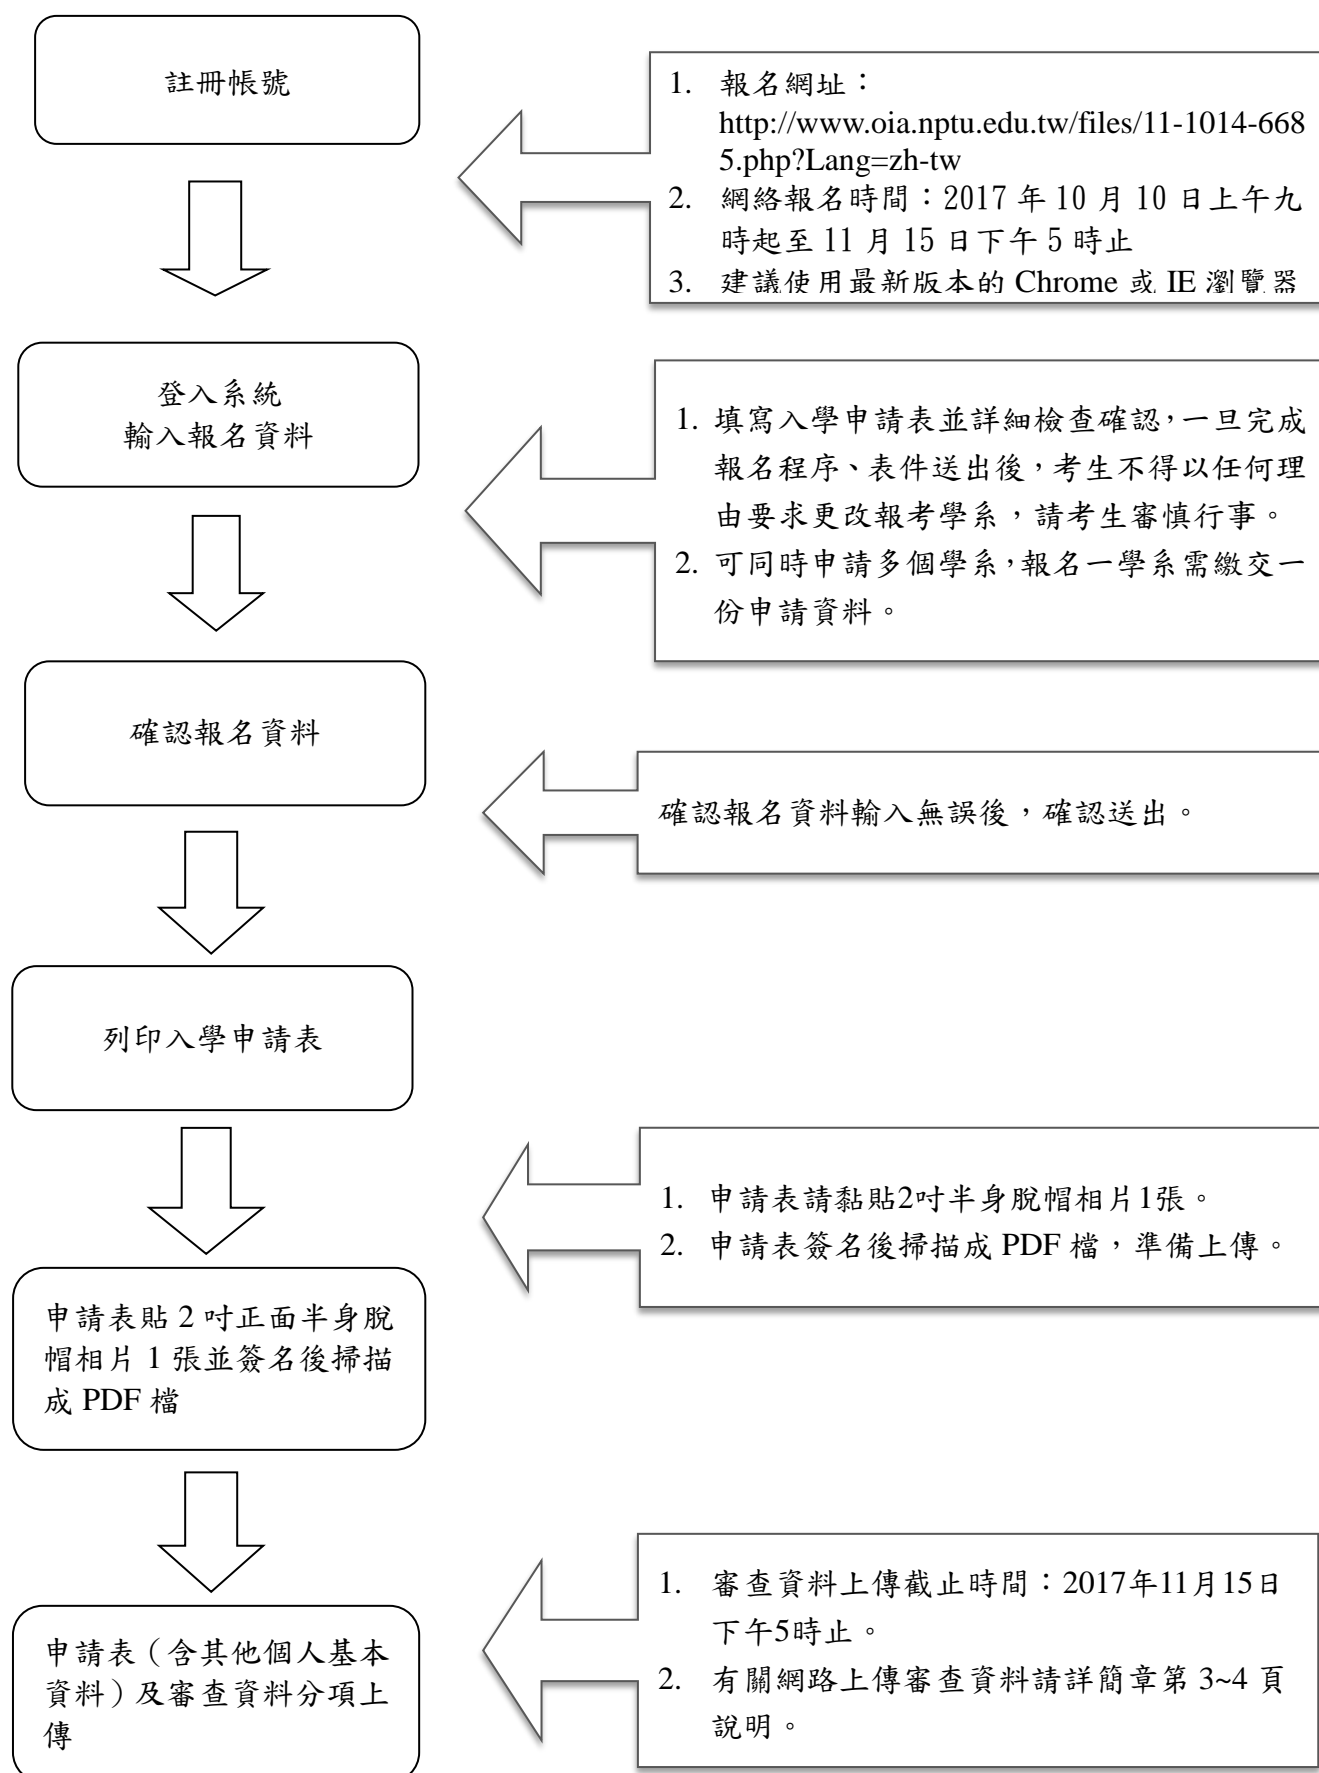 註冊帳號
1. 報名網址：
http://www.oia.nptu.edu.tw/files/11-1014-668
5.php?Lang=zh-tw
2. 網絡報名時間：2017 年 10 月 10 日上午九
時起至 11 月 15 日下午 5 時止
3. 建議使用最新版本的 Chrome 或 IE 瀏覽器
登入系統
輸入報名資料
1. 填寫入學申請表並詳細檢查確認，一旦完成
報名程序、表件送出後，考生不得以任何理
由要求更改報考學系，請考生審慎行事。
2. 可同時申請多個學系，報名一學系需繳交一
份申請資料。
確認報名資料
確認報名資料輸入無誤後，確認送出。
列印入學申請表
1. 申請表請黏貼2吋半身脫帽相片1張。
2. 申請表簽名後掃描成 PDF 檔，準備上傳。
申請表貼 2 吋正面半身脫
帽相片 1 張並簽名後掃描
成 PDF 檔
1. 審查資料上傳截止時間：2017年11月15日
下午5時止。
2. 有關網路上傳審查資料請詳簡章第 3~4 頁
說明。
申請表（含其他個人基本
資料）及審查資料分項上
傳